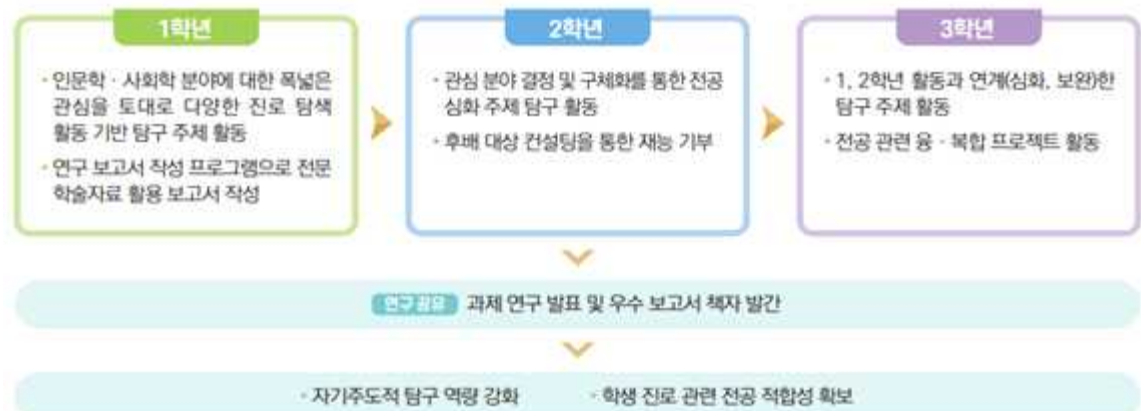 1학년
· 인문학 · 사회학 분야에 대한 폭넓은
관심을 토대로 다양한 진로 탐색
활동 기반 탐구 주제 활동
· 연구 보고서 작성 프로그램으로 전문
학술자료 활용 보고서 작성
2학년
· 관심 분야 결정 및 구체화를 통한 전공
심화 주제 탐구 활동
· 후배 대상 컨설팅을 통한 재능 기부
3학년
· 1, 2학년 활동과 연계(심화, 보완)한
탐구 주제 활동
· 전공 관련 융 · 복합 프로젝트 활동
연구 공유 과제 연구 발표 및 우수 보고서 책자 발간
· 자기주도적 탐구 역량 강화 · 학생 진로 관련 전공 적합성 확보